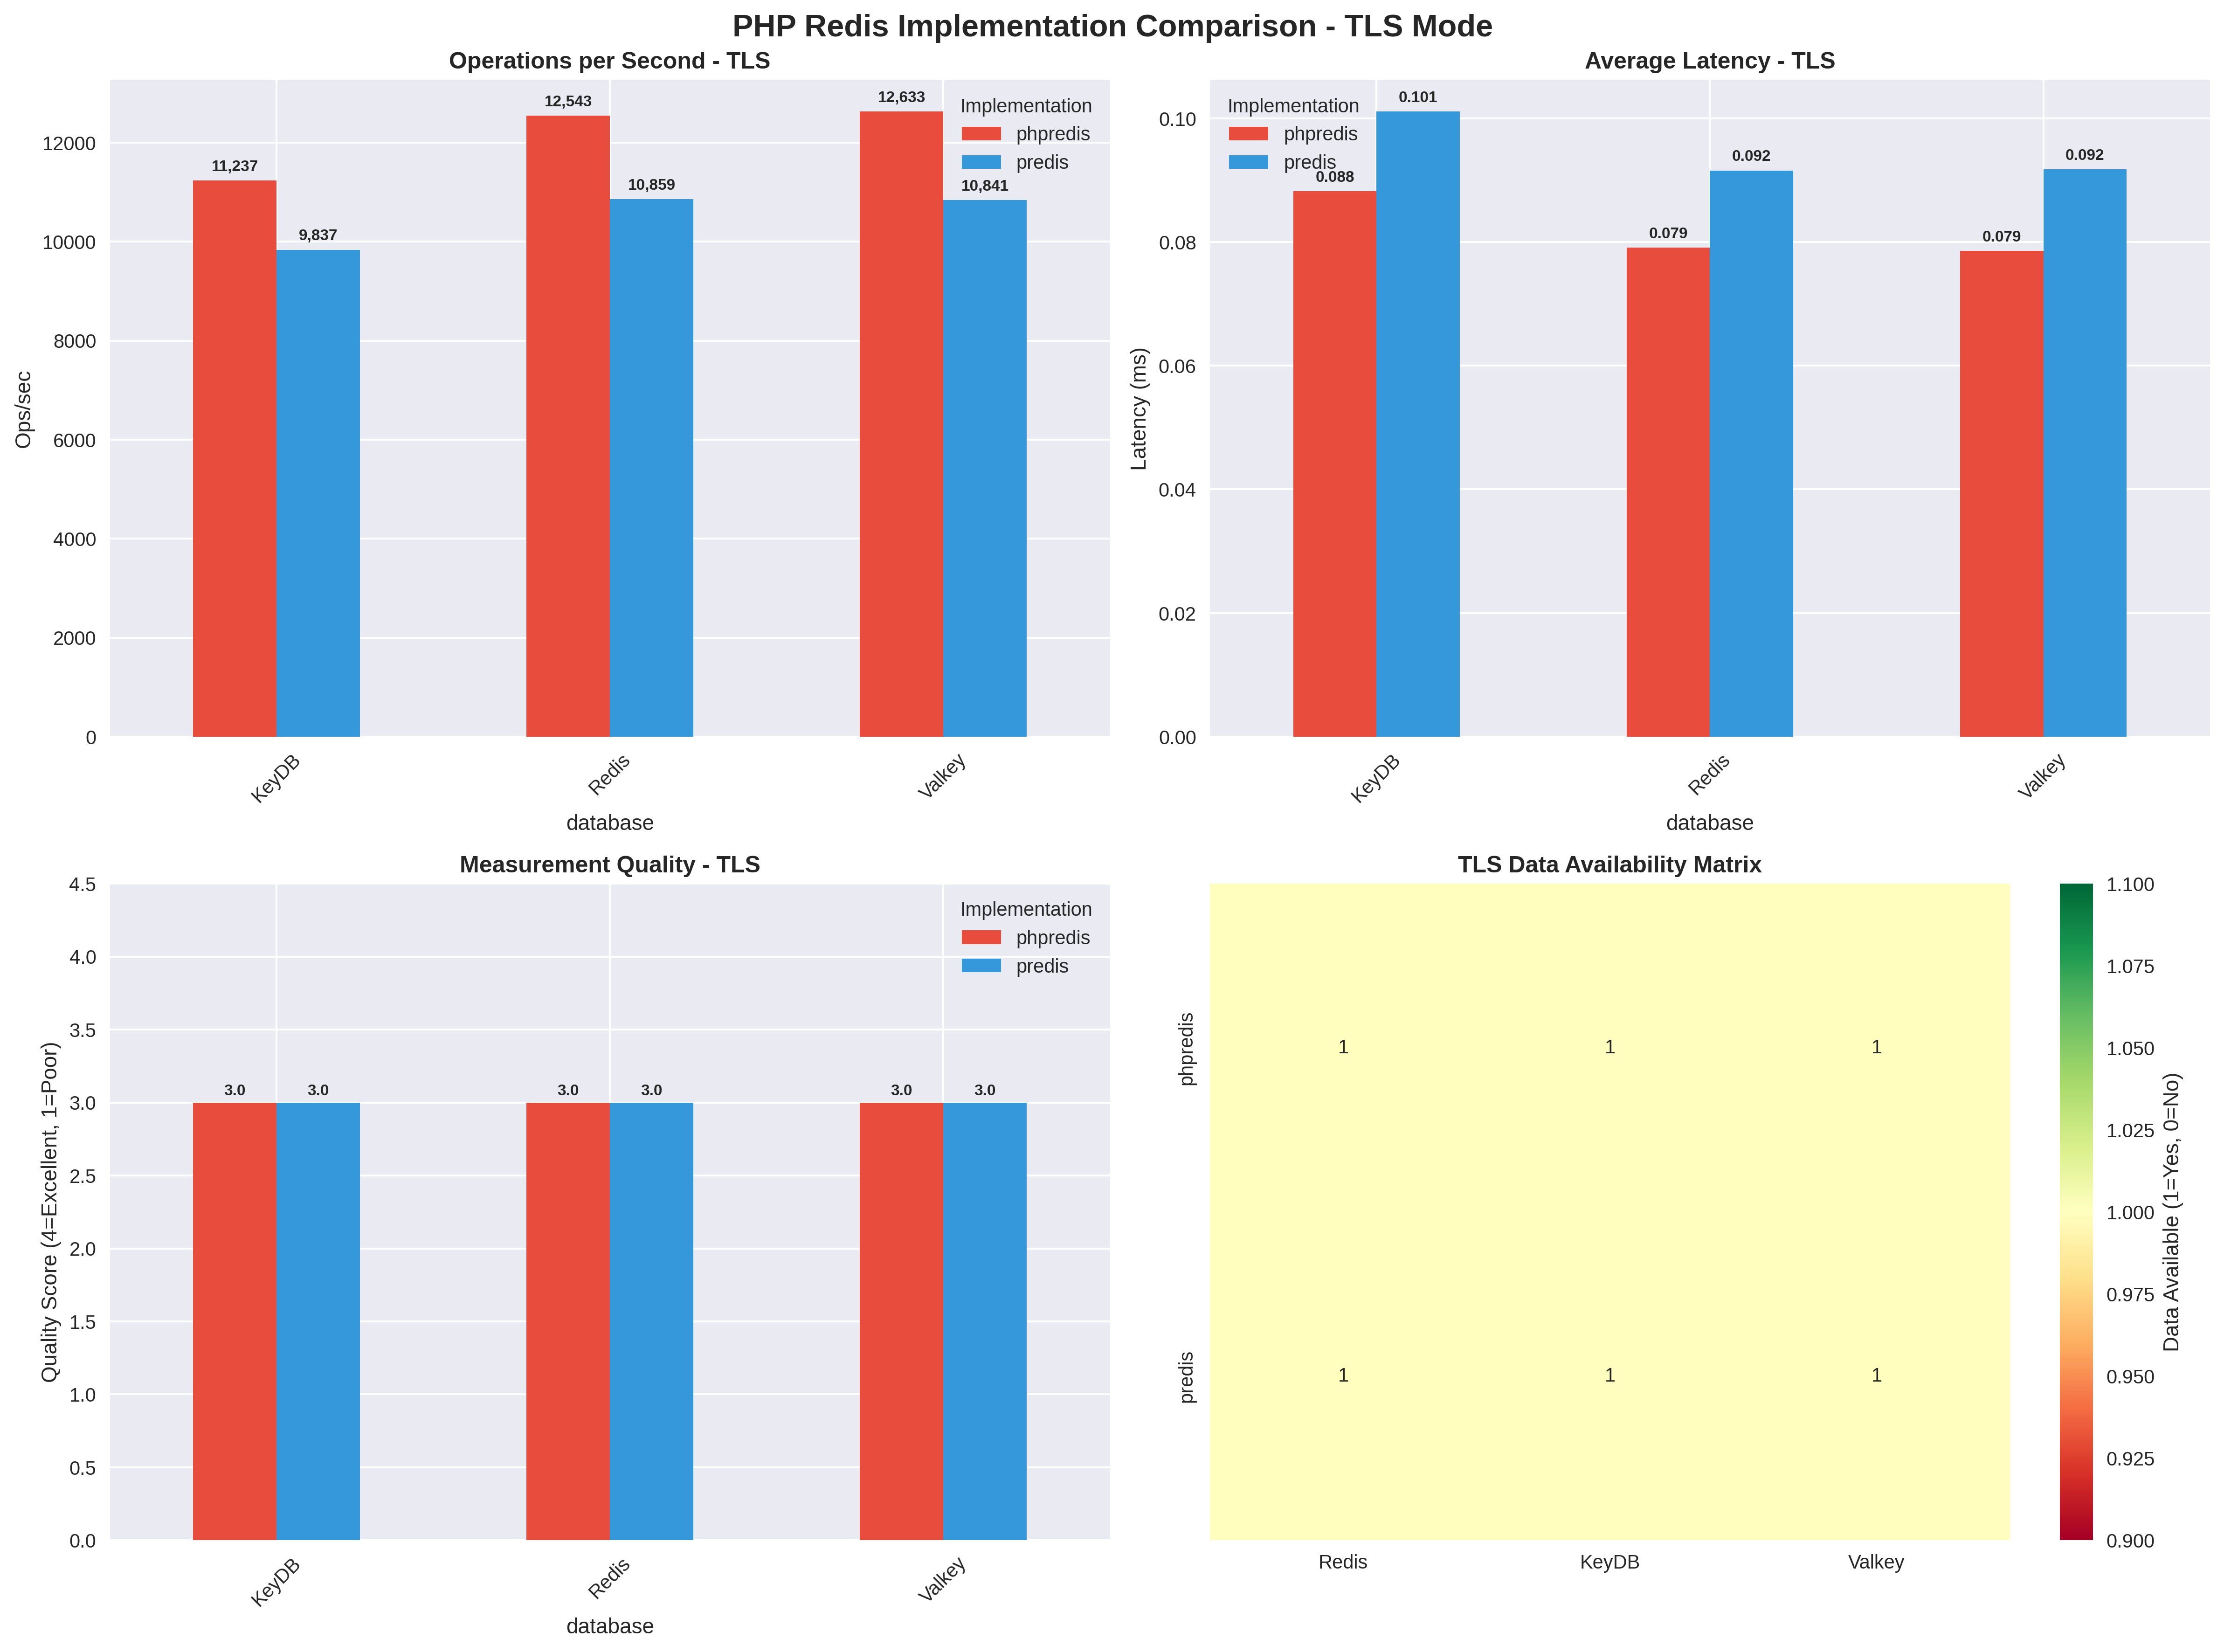 PHP Redis Implementation Comparison - TLS Mode
Operations per Second - TLS
Ops/sec
12000
10000
8000
6000
4000
2000
0
11,237
9,837
12,543
10,859
12,633
10,841
Implementation
phpredis
predis
KeyDB
Redis
Valkey
database
Average Latency - TLS
Latency (ms)
0.10
0.08
0.06
0.04
0.02
0.00
Implementation
phpredis
predis
0.088
0.101
0.079
0.092
0.079
0.092
KeyDB
Redis
Valkey
database
Measurement Quality - TLS
Quality Score (4=Excellent, 1=Poor)
4.5
4.0
3.5
3.0
2.5
2.0
1.5
1.0
0.5
0.0
3.0
3.0
3.0
3.0
3.0
3.0
Implementation
phpredis
predis
KeyDB
Redis
Valkey
database
TLS Data Availability Matrix
phpredis
1
1
1
predis
1
1
1
Redis
KeyDB
Valkey
1.100
1.075
1.050
1.025
1.000
0.975
0.950
0.925
0.900
Data Available (1=Yes, 0=No)